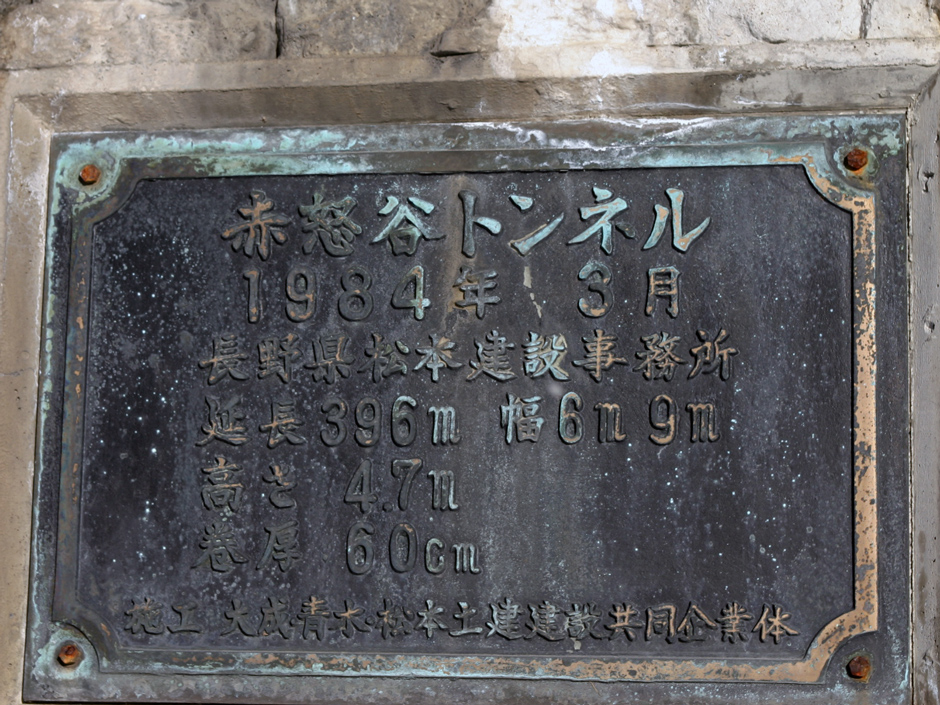 赤怒谷トンネル
1984年 3月
長野県松本建設事務所
延長396m 幅6m 9m
高さ 4.7m
巻厚 60cm
施工 大成・青木・松本土建建設共同企業体